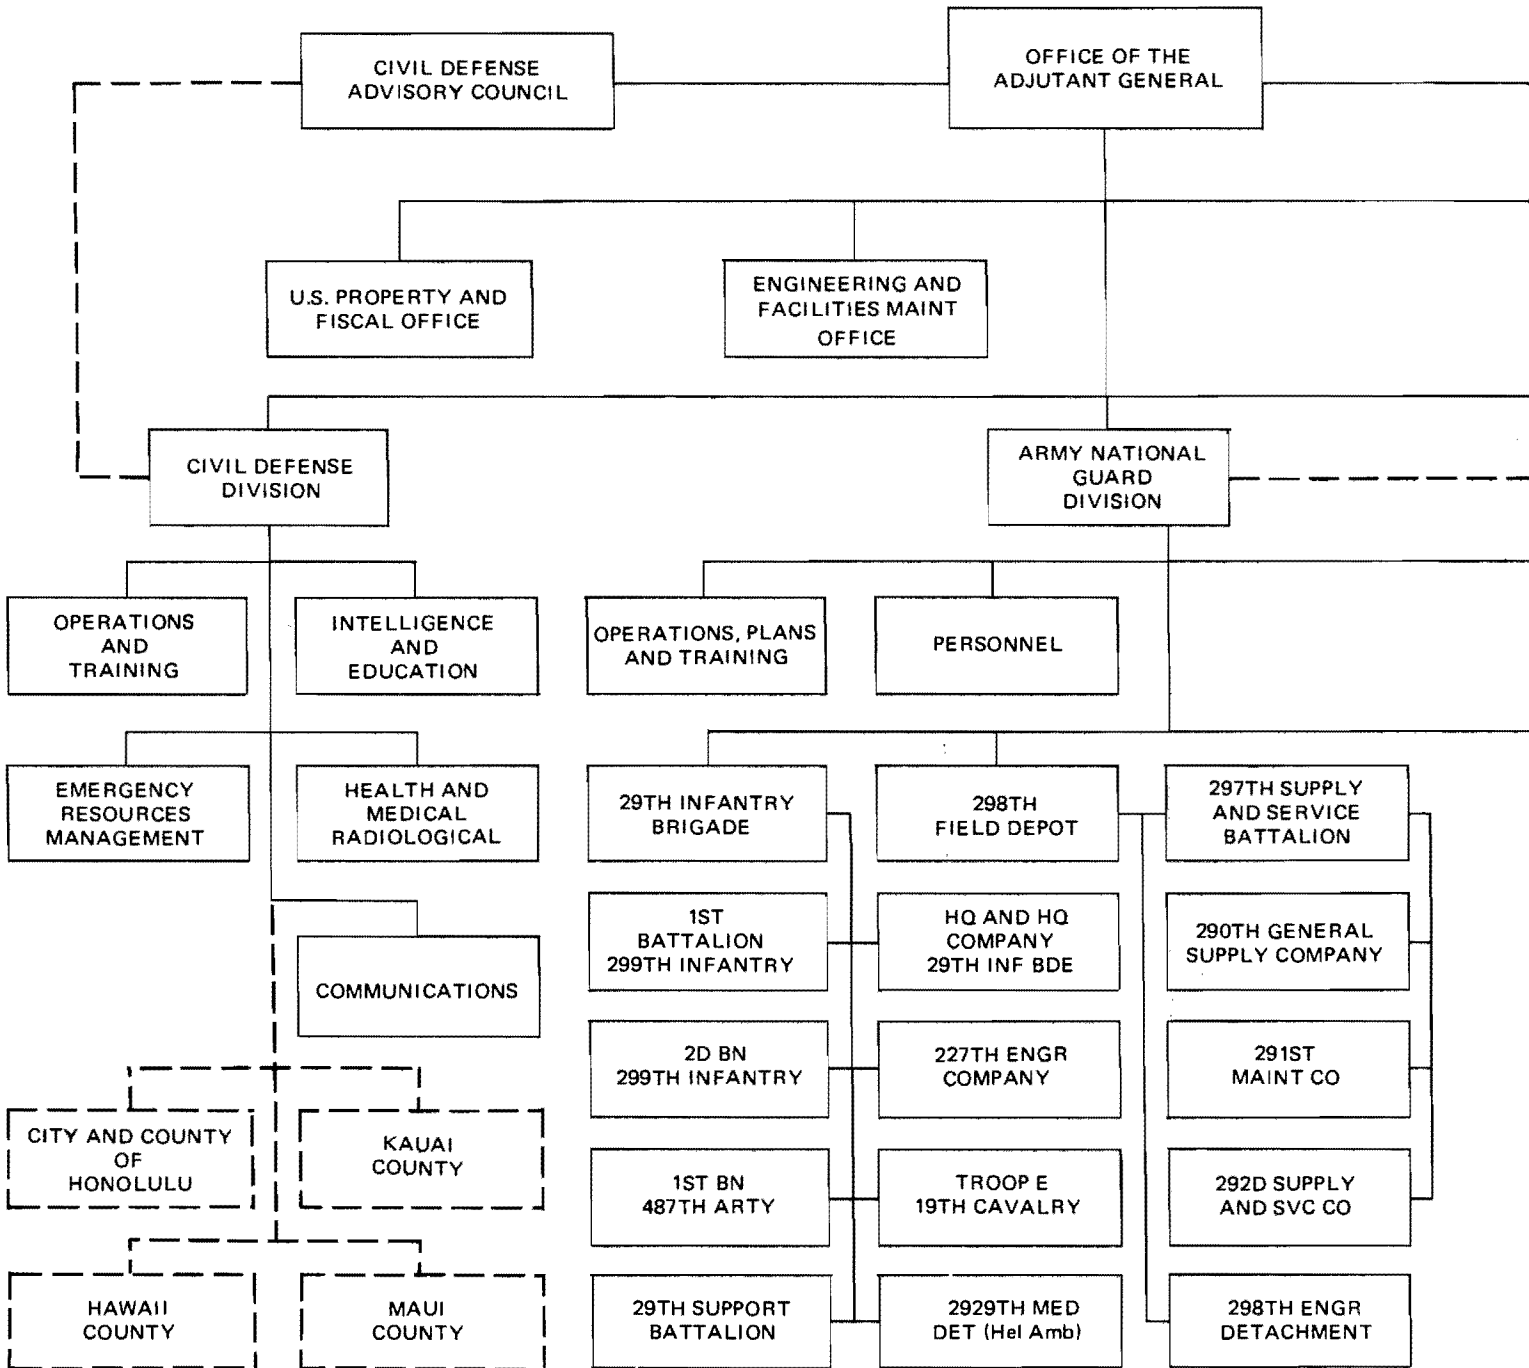 CIVIL DEFENSE
ADVISORY COUNCIL
OFFICE OF THE
ADJUTANT GENERAL
U.S. PROPERTY AND
FISCAL OFFICE
ENGINEERING AND
FACILITIES MAINT
OFFICE
CIVIL DEFENSE
DIVISION
ARMY NATIONAL
GUARD
DIVISION
OPERATIONS
AND
TRAINING
INTELLIGENCE
AND
EDUCATION
OPERATIONS, PLANS
AND TRAINING
PERSONNEL
EMERGENCY
RESOURCES
MANAGEMENT
HEALTH AND
MEDICAL
RADIOLOGICAL
29TH INFANTRY
BRIGADE
298TH
FIELD DEPOT
297TH SUPPLY
AND SERVICE
BATTALION
1ST
BATTALION
299TH INFANTRY
HQ AND HQ
COMPANY
29TH INF BDE
290TH GENERAL
SUPPLY COMPANY
COMMUNICATIONS
2D BN
299TH INFANTRY
227TH ENGR
COMPANY
291ST
MAINT CO
CITY AND COUNTY
OF
HONOLULU
KAUAI
COUNTY
1ST BN
487TH ARTY
TROOP E
19TH CAVALRY
292D SUPPLY
AND SVC CO
HAWAII
COUNTY
MAUI
COUNTY
29TH SUPPORT
BATTALION
2929TH MED
DET (Hel Amb)
298TH ENGR
DETACHMENT